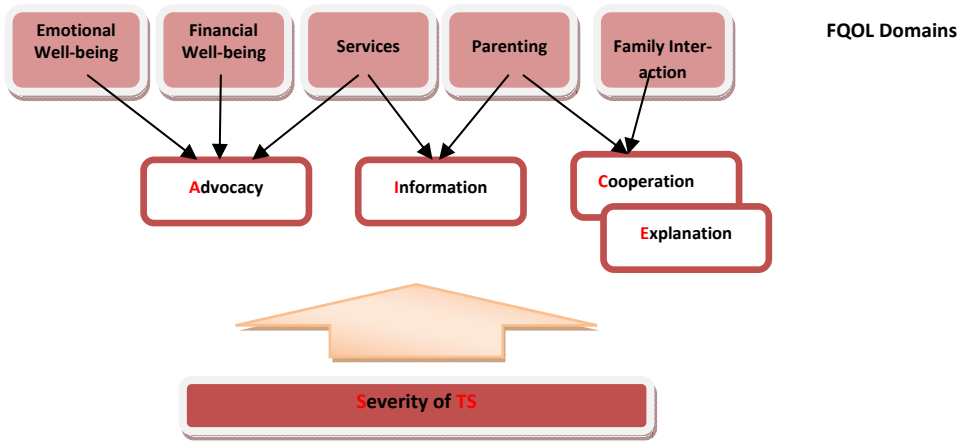 Emotional
Well-being
Financial
Well-being
Services
Parenting
Family Inter-
action
FQOL Domains
Advocacy
Information
Cooperation
Explanation
Severity of TS